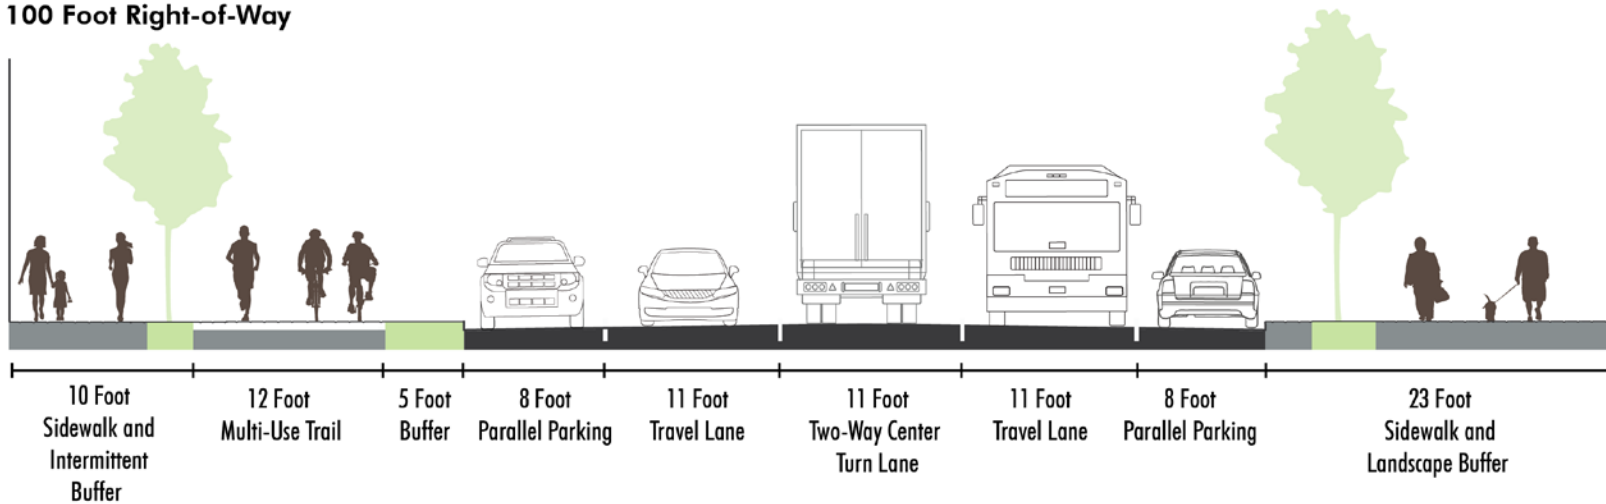 100 Foot Right-of-Way
10 Foot
Sidewalk and
Intermittent
Buffer
12 Foot
Multi-Use Trail
5 Foot
Buffer
8 Foot
Parallel Parking
11 Foot
Travel Lane
11 Foot
Two-Way Center
Turn Lane
11 Foot
Travel Lane
8 Foot
Parallel Parking
23 Foot
Sidewalk and
Landscape Buffer